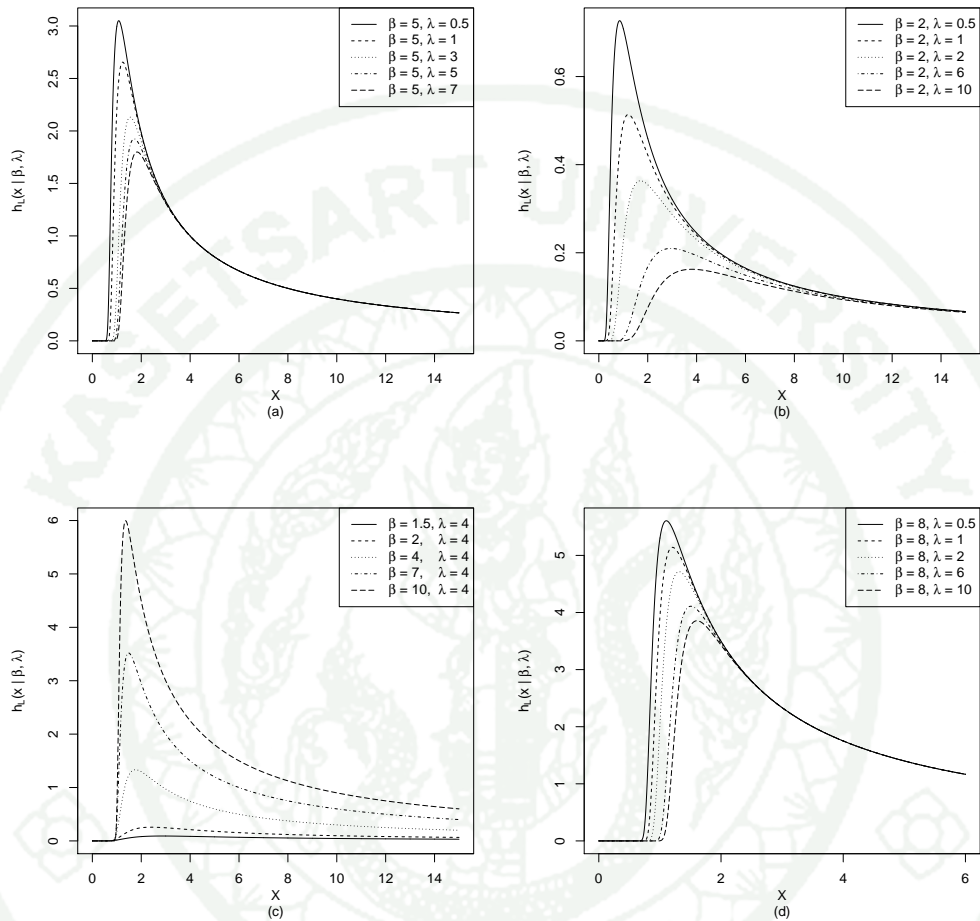 3.0
2.5
2.0
1.5
1.0
0.5
0.0
h_L(x | β, λ)
β = 5, λ = 0.5
β = 5, λ = 1
β = 5, λ = 3
β = 5, λ = 5
β = 5, λ = 7
0 2 4 6 8 10 12 14
X
(a)
0.6
0.4
0.2
0.0
h_L(x | β, λ)
β = 2, λ = 0.5
β = 2, λ = 1
β = 2, λ = 2
β = 2, λ = 6
β = 2, λ = 10
0 2 4 6 8 10 12 14
X
(b)
KASETSART UNIVERSITY
6
5
4
3
2
1
0
h_L(x | β, λ)
β = 1.5, λ = 4
β = 2, λ = 4
β = 4, λ = 4
β = 7, λ = 4
β = 10, λ = 4
0 2 4 6 8 10 12 14
X
(c)
5
4
3
2
1
0
h_L(x | β, λ)
β = 8, λ = 0.5
β = 8, λ = 1
β = 8, λ = 2
β = 8, λ = 6
β = 8, λ = 10
0 2 4 6
X
(d)